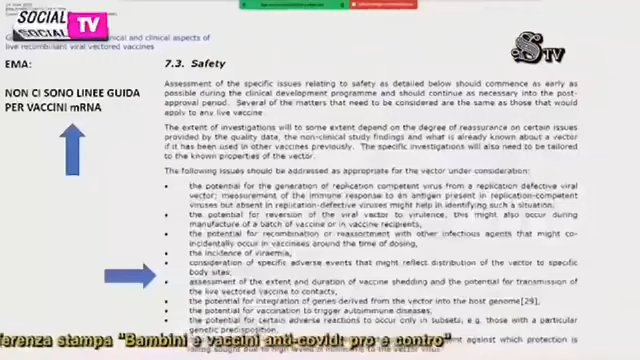 SOCIAL
SOCIAL TV
STV
nical and clinical aspects of
live recombinant viral vectored vaccines
EMA:
NON CI SONO LINEE GUIDA
PER VACCINI mRNA
7.3. Safety
Assessment of the specific issues relating to safety as detailed below should commence as early as
possible during the clinical development programme and should continue as necessary into the post-
approval period. Several of the matters that need to be considered are the same as those that would
apply to any live vaccine.
The extent of investigations will to some extent depend on the degree of reassurance on certain issues
provided by the quality data, the non-clinical study findings and what is already known about a vector
if it has been used in other vaccines previously. The specific investigations will also need to be tailored
to the known properties of the vector.
The following issues should be addressed as appropriate for the vector under consideration:
• the potential for the generation of replication competent virus from a replication defective viral
vector; measurement of the immune response to an antigen present in replication-competent
viruses but absent in replication-defective viruses might help in identifying such a situation;
• the potential for reversion of the viral vector to virulence, this might also occur during
manufacture of a batch of vaccine or in vaccine recipients,
• the potential for recombination or reassortment with other infectious agents that might co-
incidentally occur in vaccinees around the time of dosing,
• the incidence of viraemia,
• consideration of specific adverse events that might reflect distribution of the vector to specific
body sites;
• assessment of the extent and duration of vaccine shedding and the potential for transmission of
the live vectored vaccine to contacts,
• the potential for integration of genes derived from the vector into the host genome[29],
• the potential for vaccination to trigger autoimmune diseases,
• the potential for certain adverse reactions to occur only in subsets, e.g. those with a particular
genetic predisposition,
ferenza stampa "Bambini e vaccini anti-covid: pro e contro"
against which protection is